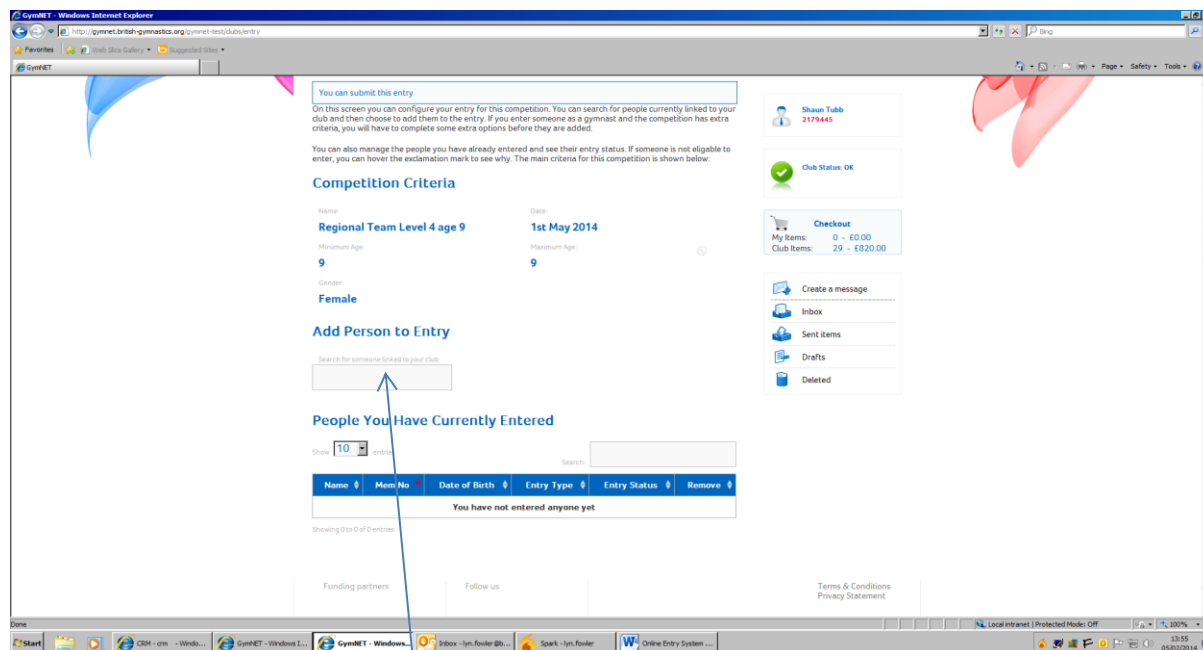 GymNET - Windows Internet Explorer
http://gymnet.british-gymnastics.org/gymnet-test/clubs/entry
Bing
Favorites Web Slice Gallery Suggested Sites
GymNET
Page Safety Tools
You can submit this entry
On this screen you can configure your entry for this competition. You can search for people currently linked to your
club and then choose to add them to the entry. If you enter someone as a gymnast and the competition has extra
criteria, you will have to complete some extra options before they are added.
You can also manage the people you have already entered and see their entry status. If someone is not eligable to
enter, you can hover the exclamation mark to see why. The main criteria for this competition is shown below:
Competition Criteria
Name: Date:
Regional Team Level 4 age 9 1st May 2014
Minimum Age: Maximum Age:
9 9
Gender:
Female
Add Person to Entry
Search for someone linked to your club:
People You Have Currently Entered
Show 10 entries
Search:
Name Mem No Date of Birth Entry Type Entry Status Remove
You have not entered anyone yet
Showing 0 to 0 of 0 entries
Shaun Tubb
2179445
Club Status: OK
Checkout
My Items: 0 - £0.00
Club Items: 29 - £820.00
Create a message
Inbox
Sent items
Drafts
Deleted
Funding partners Follow us Terms & Conditions
Privacy Statement
Done Local intranet | Protected Mode: Off 100%
Start CRM - crm - Windo... GymNET - Windows I... GymNET - Windows... Inbox - lyn.fowler@b... Spark - lyn.fowler Online Entry System ... 13:55
05/02/2014